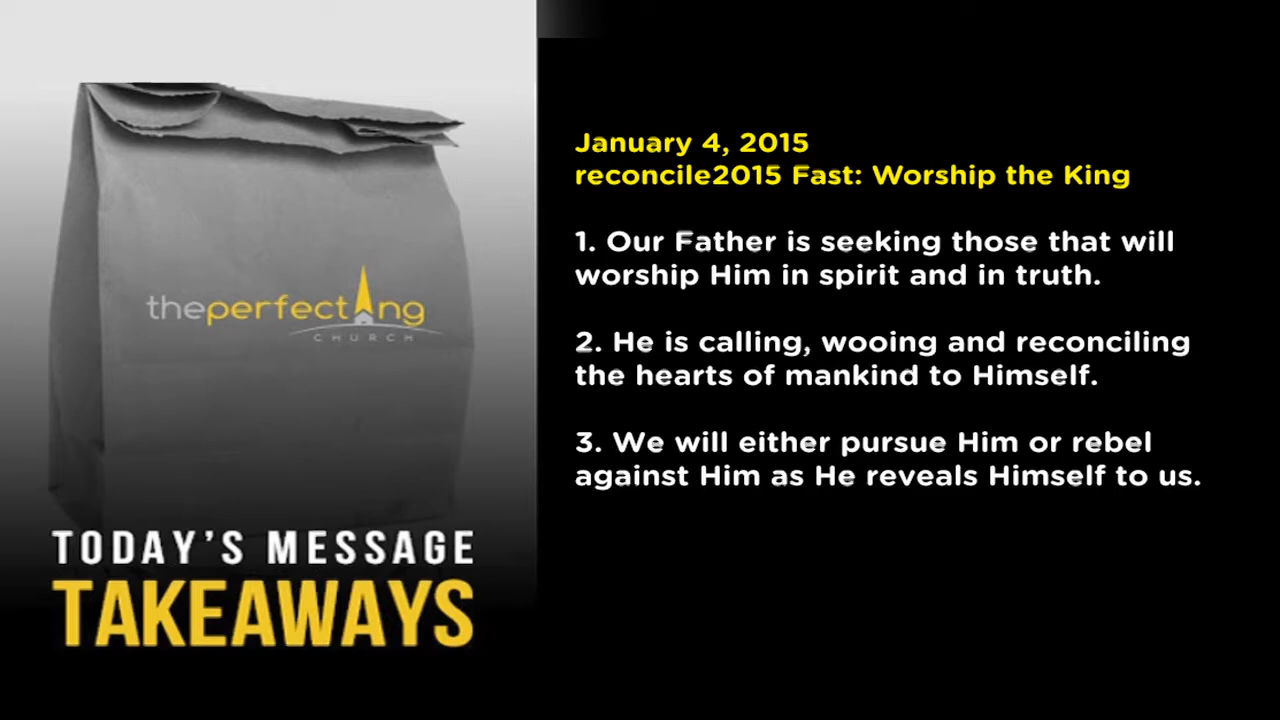 theperfecting
CHURCH
TODAY'S MESSAGE
TAKEAWAYS
January 4, 2015
reconcile2015 Fast: Worship the King
1. Our Father is seeking those that will
worship Him in spirit and in truth.
2. He is calling, wooing and reconciling
the hearts of mankind to Himself.
3. We will either pursue Him or rebel
against Him as He reveals Himself to us.